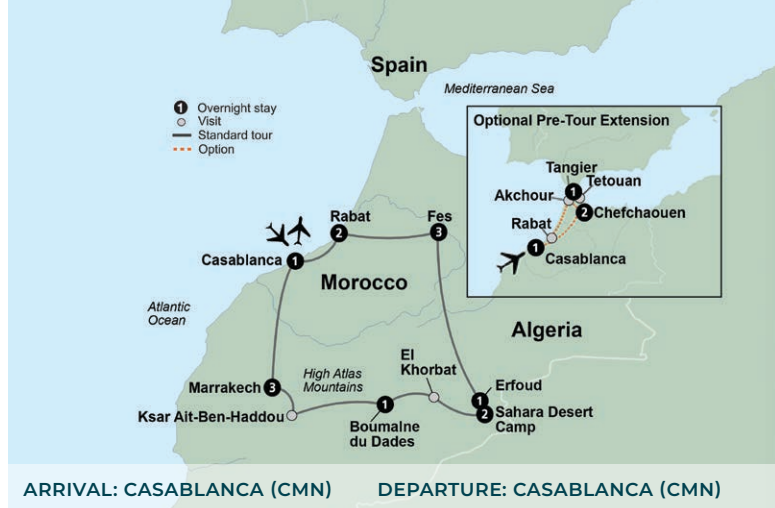 Spain
Mediterranean Sea
1 Overnight stay
Visit
Standard tour
Option
Optional Pre-Tour Extension
Tangier
1
Tetouan
Akchour
2 Chefchaouen
Rabat
1
Casablanca
Rabat
2
Fes
3
Casablanca 1
Morocco
Atlantic
Ocean
Algeria
El
Khorbat
High Atlas
Mountains
Marrakech 3
Erfoud
1
Ksar Ait-Ben-Haddou
1
Boumalne
du Dades
2 Sahara Desert
Camp
ARRIVAL: CASABLANCA (CMN) DEPARTURE: CASABLANCA (CMN)